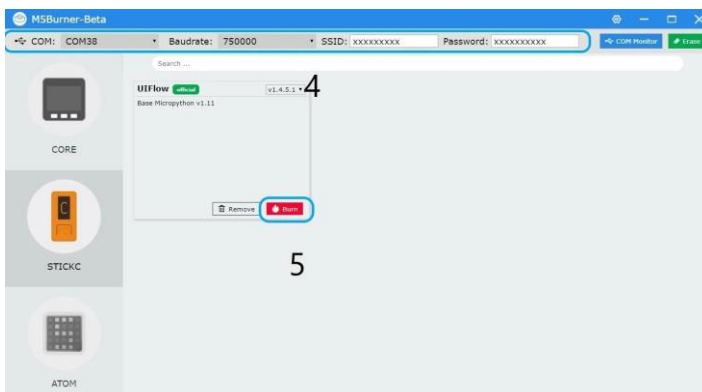 M5Burner-Beta
COM: COM38 Baudrate: 750000 SSID: xxxxxxxxx Password: xxxxxxxxxx COM Monitor Erase
Search ...
UIFlow official v1.4.5.1 4
Base Micropython v1.11
CORE
Remove Burn
C
5
STICKC
ATOM